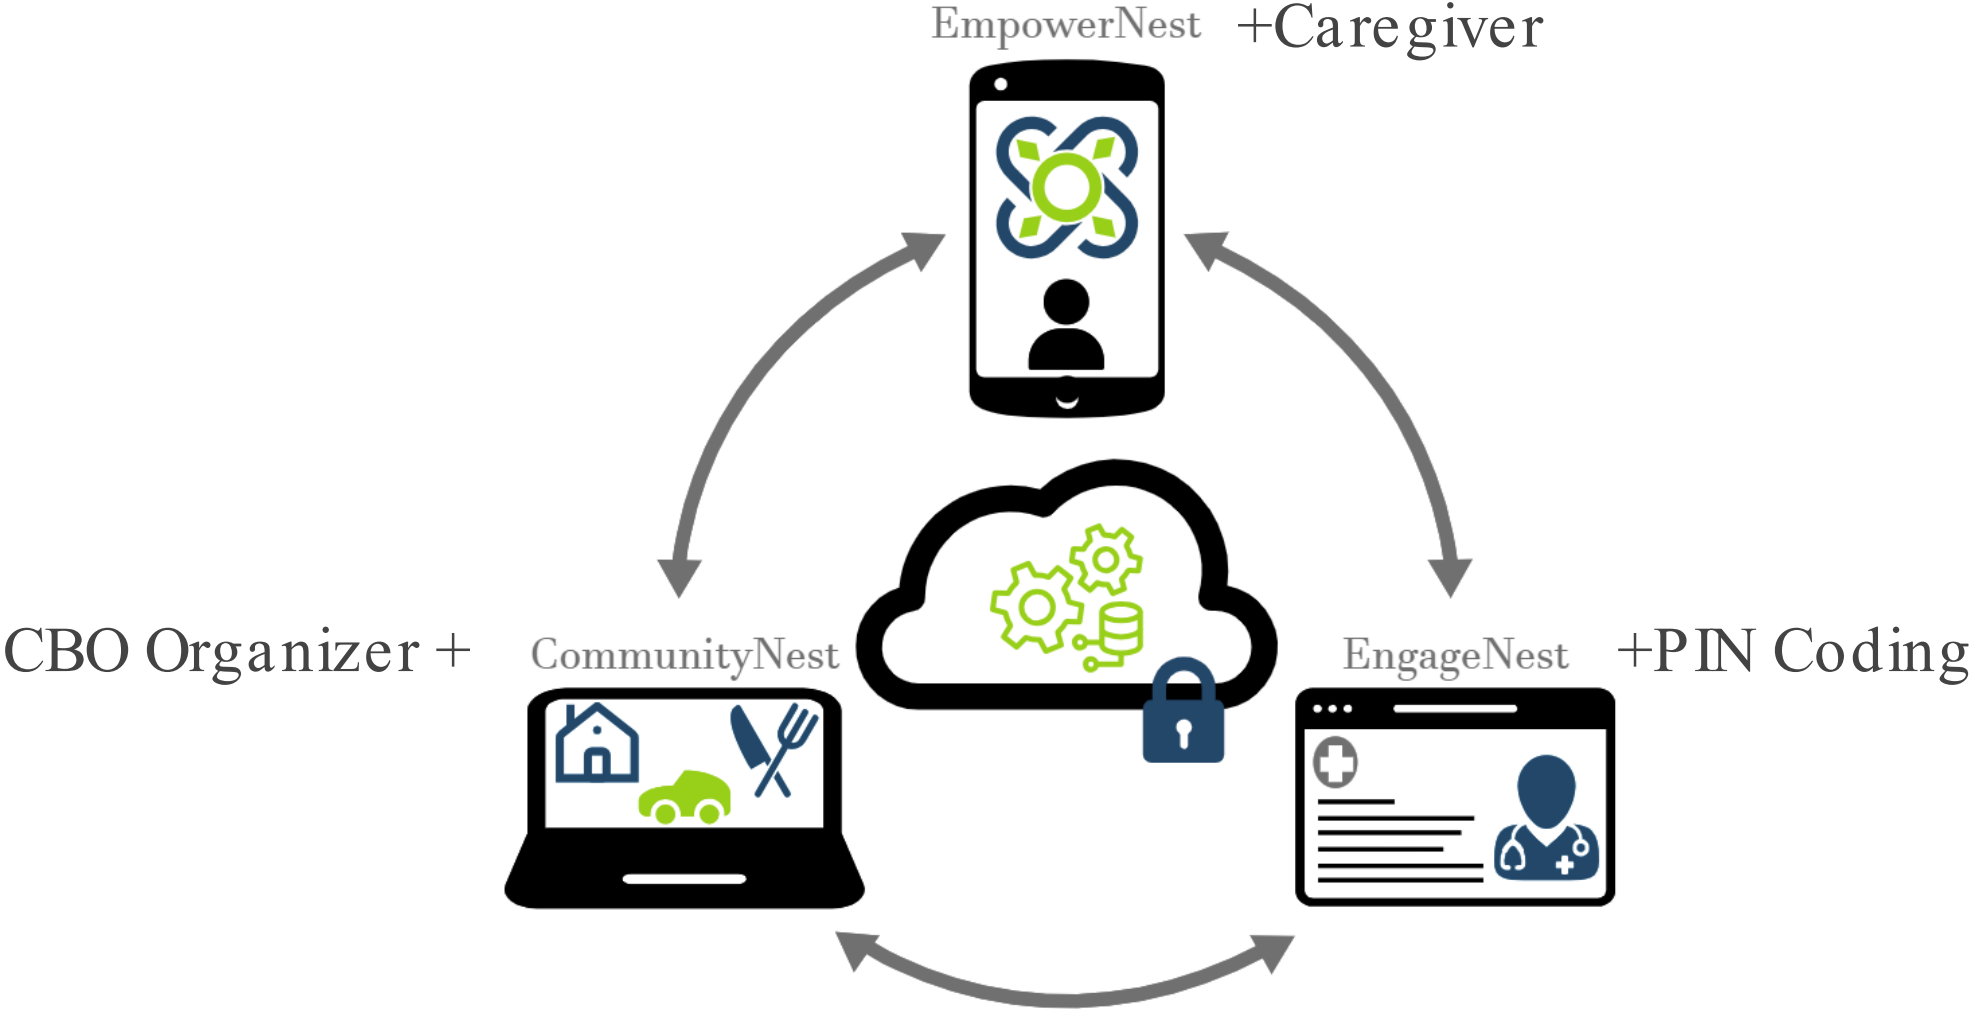 EmpowerNest +Caregiver
CBO Organizer + CommunityNest
EngageNest +PIN Coding